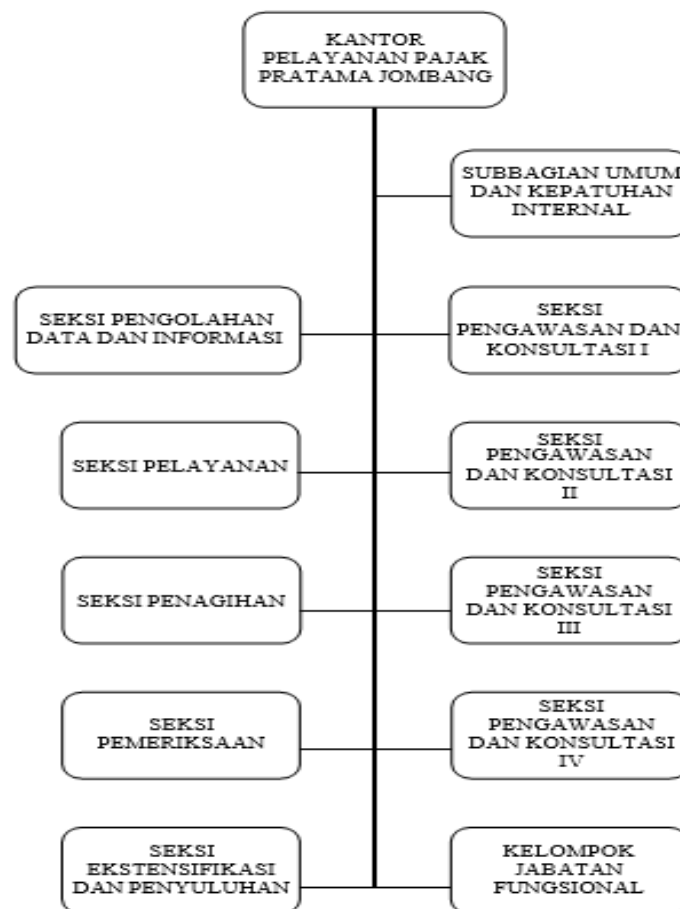 KANTOR
PELAYANAN PAJAK
PRATAMA JOMBANG
SUBBAGIAN UMUM
DAN KEPATUHAN
INTERNAL
SEKSI PENGOLAHAN
DATA DAN INFORMASI
SEKSI
PENGAWASAN DAN
KONSULTASI I
SEKSI PELAYANAN
SEKSI
PENGAWASAN
DAN KONSULTASI
II
SEKSI PENAGIHAN
SEKSI
PENGAWASAN
DAN KONSULTASI
III
SEKSI
PEMERIKSAAN
SEKSI
PENGAWASAN
DAN KONSULTASI
IV
SEKSI
EKSTENSIFIKASI
DAN PENYULUHAN
KELOMPOK
JABATAN
FUNGSIONAL